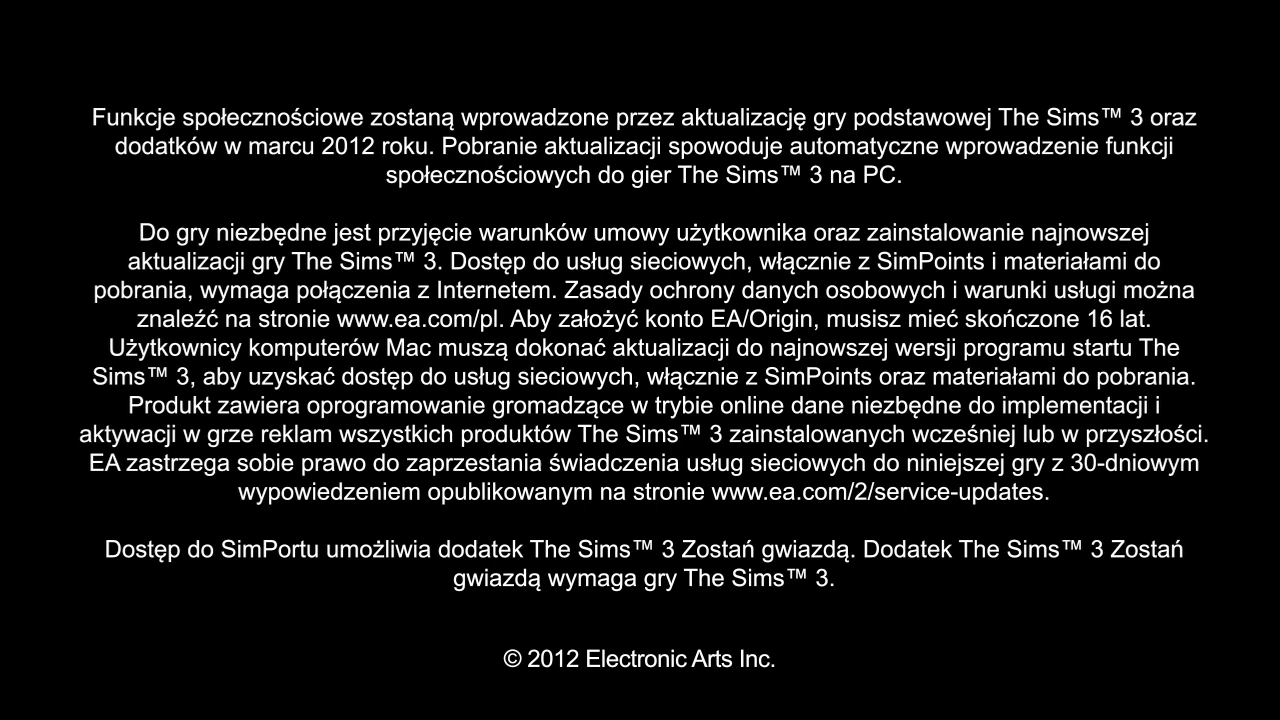 Funkcje społecznościowe zostaną wprowadzone przez aktualizację gry podstawowej The Sims™ 3 oraz
dodatków w marcu 2012 roku. Pobranie aktualizacji spowoduje automatyczne wprowadzenie funkcji
społecznościowych do gier The Sims™ 3 na PC.
Do gry niezbędne jest przyjęcie warunków umowy użytkownika oraz zainstalowanie najnowszej
aktualizacji gry The Sims™ 3. Dostęp do usług sieciowych, włącznie z SimPoints i materiałami do
pobrania, wymaga połączenia z Internetem. Zasady ochrony danych osobowych i warunki usługi można
znaleźć na stronie www.ea.com/pl. Aby założyć konto EA/Origin, musisz mieć skończone 16 lat.
Użytkownicy komputerów Mac muszą dokonać aktualizacji do najnowszej wersji programu startu The
Sims™ 3, aby uzyskać dostęp do usług sieciowych, włącznie z SimPoints oraz materiałami do pobrania.
Produkt zawiera oprogramowanie gromadzące w trybie online dane niezbędne do implementacji i
aktywacji w grze reklam wszystkich produktów The Sims™ 3 zainstalowanych wcześniej lub w przyszłości.
EA zastrzega sobie prawo do zaprzestania świadczenia usług sieciowych do niniejszej gry z 30-dniowym
wypowiedzeniem opublikowanym na stronie www.ea.com/2/service-updates.
Dostęp do SimPortu umożliwia dodatek The Sims™ 3 Zostań gwiazdą. Dodatek The Sims™ 3 Zostań
gwiazdą wymaga gry The Sims™ 3.
© 2012 Electronic Arts Inc.